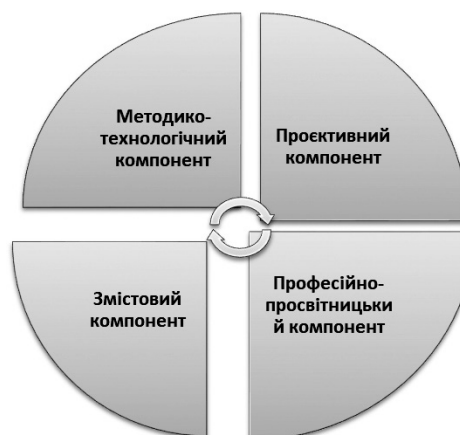 Методико-
технологічний
компонент
Проєктивний
компонент
Змістовий
компонент
Професійно-
просвітницьки
й компонент